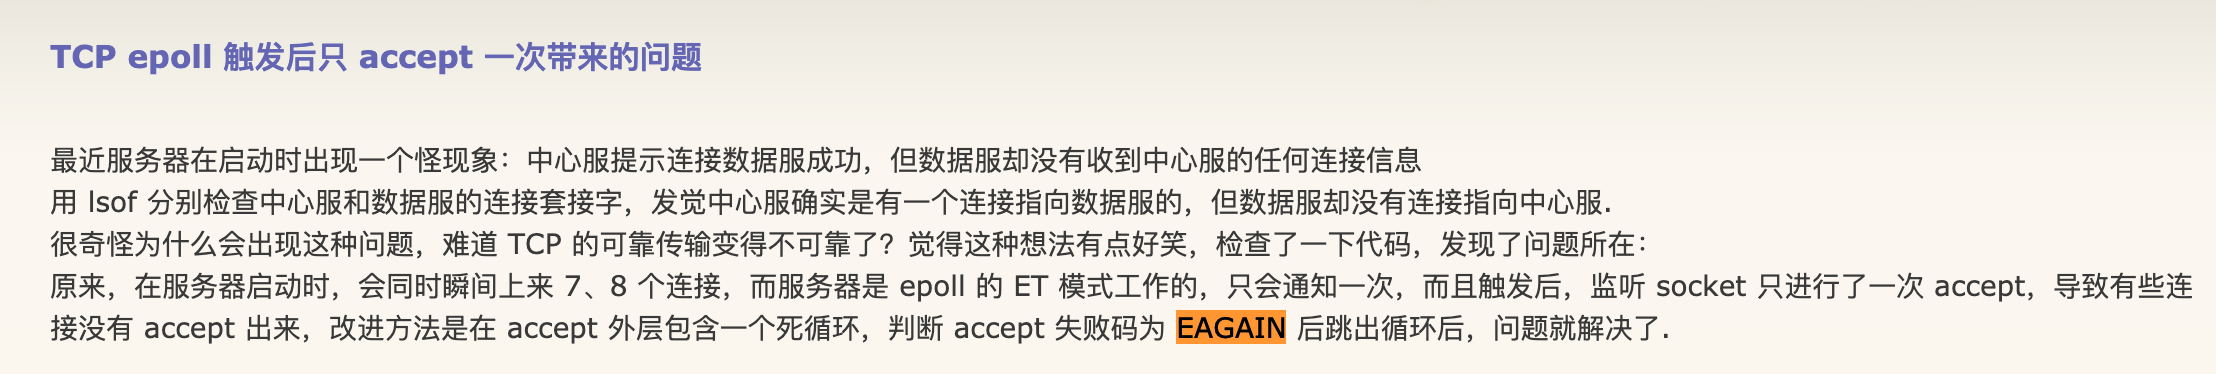 TCP epoll 触发后只 accept 一次带来的问题
最近服务器在启动时出现一个怪现象：中心服提示连接数据服成功，但数据服却没有收到中心服的任何连接信息
用 lsof 分别检查中心服和数据服的连接套接字，发觉中心服确实是有一个连接指向数据服的，但数据服却没有连接指向中心服.
很奇怪为什么会出现这种问题，难道 TCP 的可靠传输变得不可靠了？觉得这种想法有点好笑，检查了一下代码，发现了问题所在：
原来，在服务器启动时，会同时瞬间上来 7、8 个连接，而服务器是 epoll 的 ET 模式工作的，只会通知一次，而且触发后，监听 socket 只进行了一次 accept，导致有些连
接没有 accept 出来，改进方法是在 accept 外层包含一个死循环，判断 accept 失败码为 EAGAIN 后跳出循环后，问题就解决了.